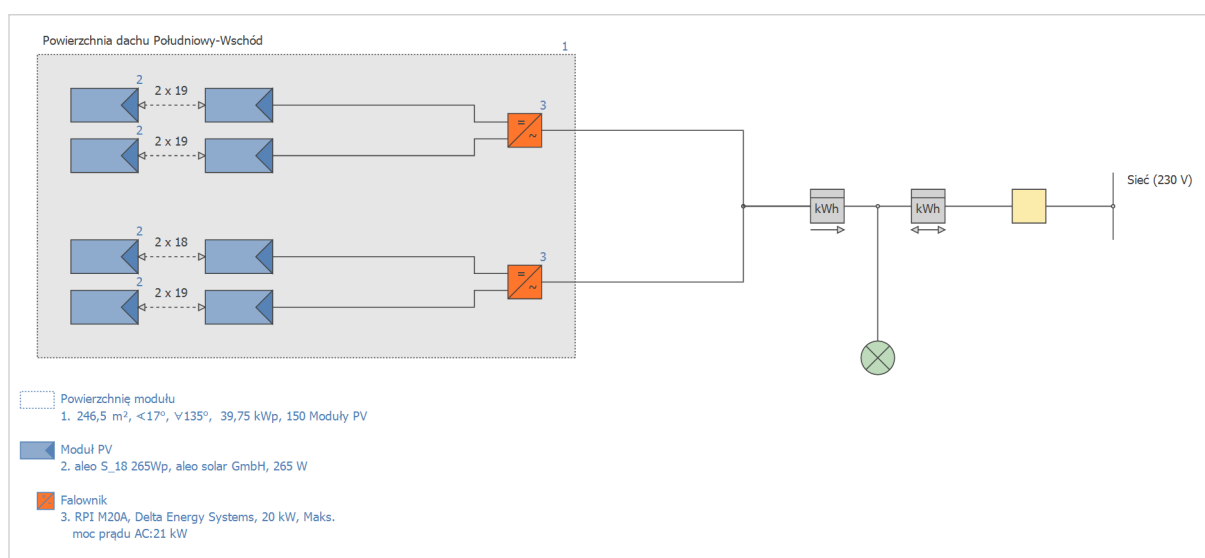 Powierzchnia dachu Południowy-Wschód
1
2
2 x 19
3
=
~
2
2 x 19
Sieć (230 V)
kWh
kWh
2
2 x 18
3
=
~
2
2 x 19
Powierzchnię modułu
1. 246,5 m², ∢17°, ∀135°, 39,75 kWp, 150 Moduły PV
Moduł PV
2. aleo S_18 265Wp, aleo solar GmbH, 265 W
Falownik
3. RPI M20A, Delta Energy Systems, 20 kW, Maks.
moc prądu AC:21 kW